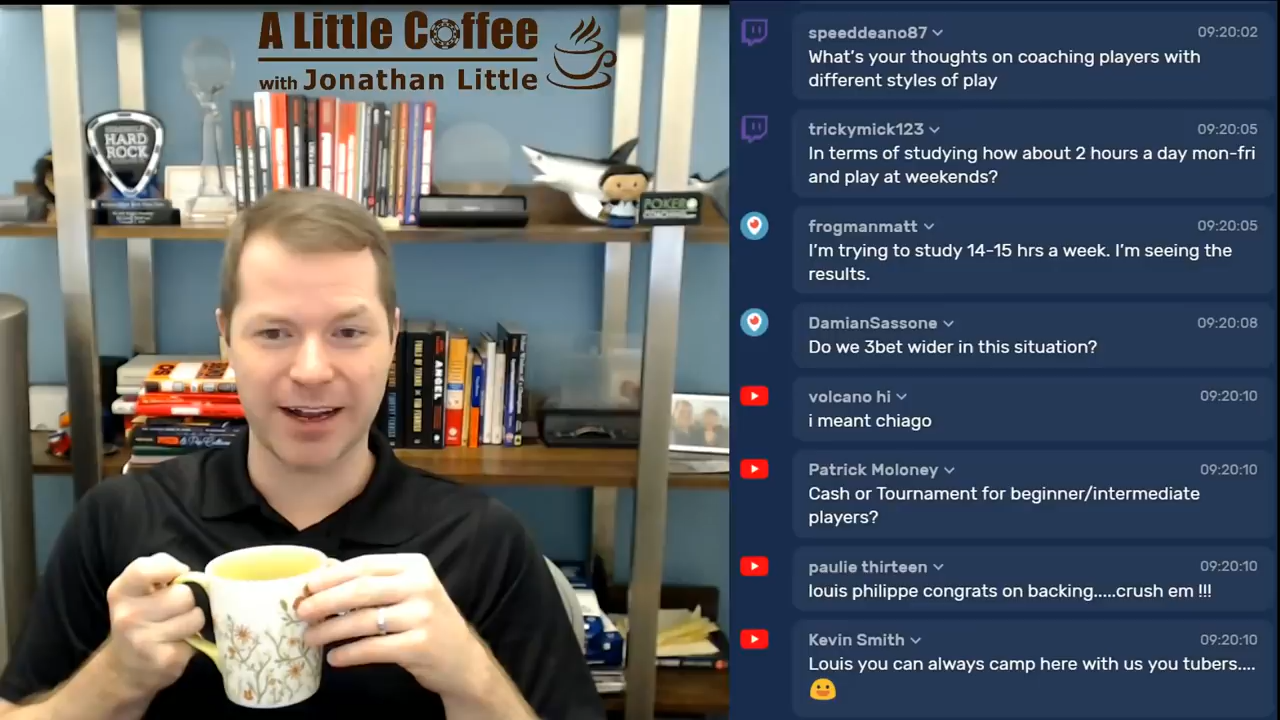 A Little Coffee
with Jonathan Little
HARD
ROCK
POKER
COACHING
ANGEL
speeddeano87
09:20:02
What's your thoughts on coaching players with
different styles of play
trickymick123
09:20:05
In terms of studying how about 2 hours a day mon-fri
and play at weekends?
frogmanmatt
09:20:05
I'm trying to study 14-15 hrs a week. I'm seeing the
results.
DamianSassone
09:20:08
Do we 3bet wider in this situation?
volcano hi
09:20:10
i meant chiago
Patrick Moloney
09:20:10
Cash or Tournament for beginner/intermediate
players?
paulie thirteen
09:20:10
louis philippe congrats on backing.....crush em !!!
Kevin Smith
09:20:10
Louis you can always camp here with us you tubers....